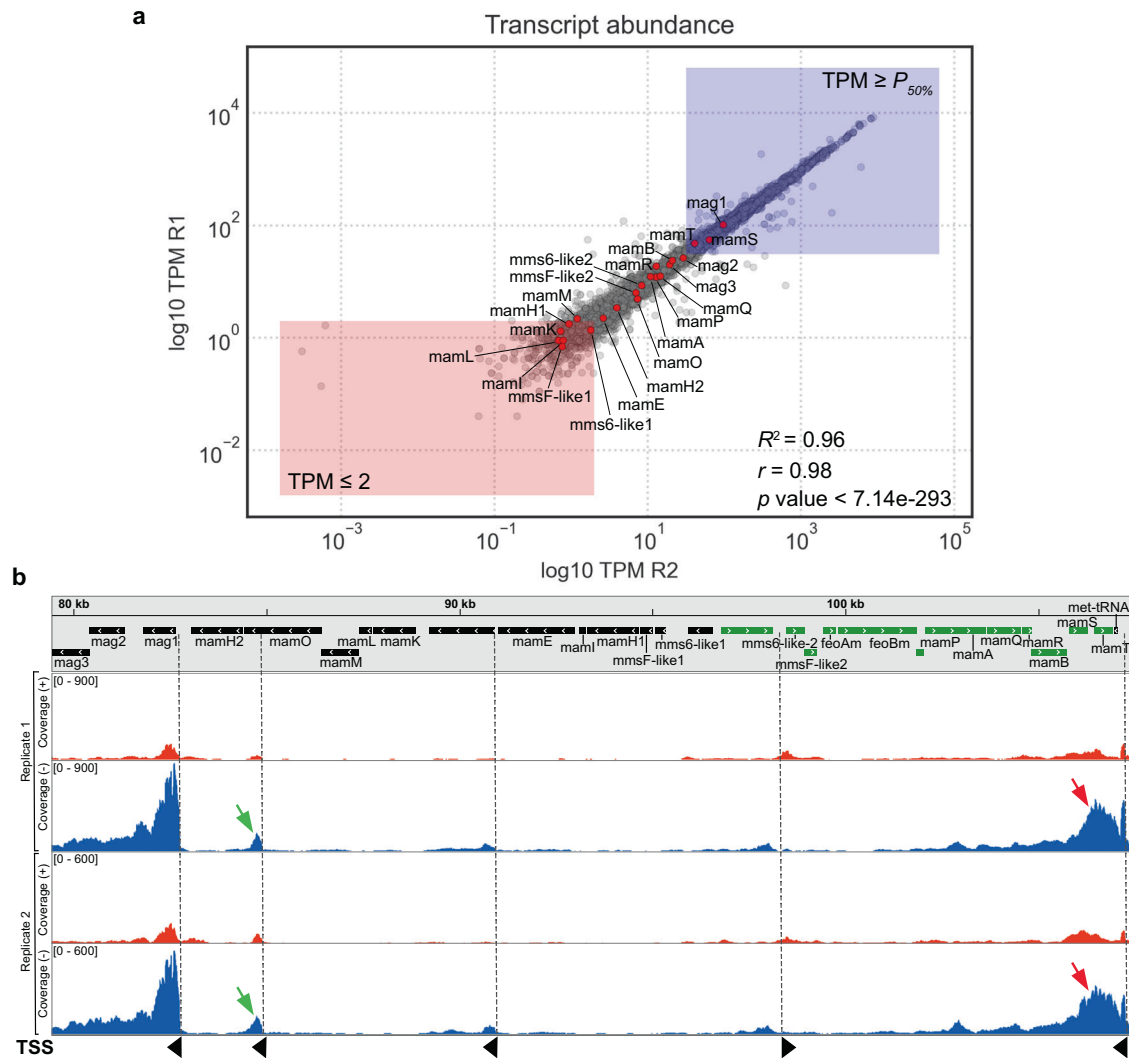 a
Transcript abundance
log10 TPM R1
10^4
10^2
10^0
10^-2
TPM ≥ P50%
mag1
mamT
mamS
mamB
mms6-like2
mamR
mag2
mmsF-like2
mag3
mamM
mamQ
mamH1
mamP
mamK
mamA
mamL
mamO
mamI
mamH2
mmsF-like1
mamE
mms6-like1
R2 = 0.96
r = 0.98
p value < 7.14e-293
TPM ≤ 2
10^-3
10^-1
10^1
10^3
10^5
log10 TPM R2
b
80 kb 90 kb 100 kb met-tRNA
mamS
mag2 mag1 mamH2 mamO mamL mamK mamE mamH1 mms6-like1 mms6-like-2 feoAm feoBm mamP mamQ mamR mamT
mag3 mamM mamI mmsF-like1 mmsF-like2 mamA mamB
Replicate 1
Coverage (+)
[0 - 900]
Coverage (-)
[0 - 900]
Replicate 2
Coverage (+)
[0 - 600]
Coverage (-)
[0 - 600]
TSS